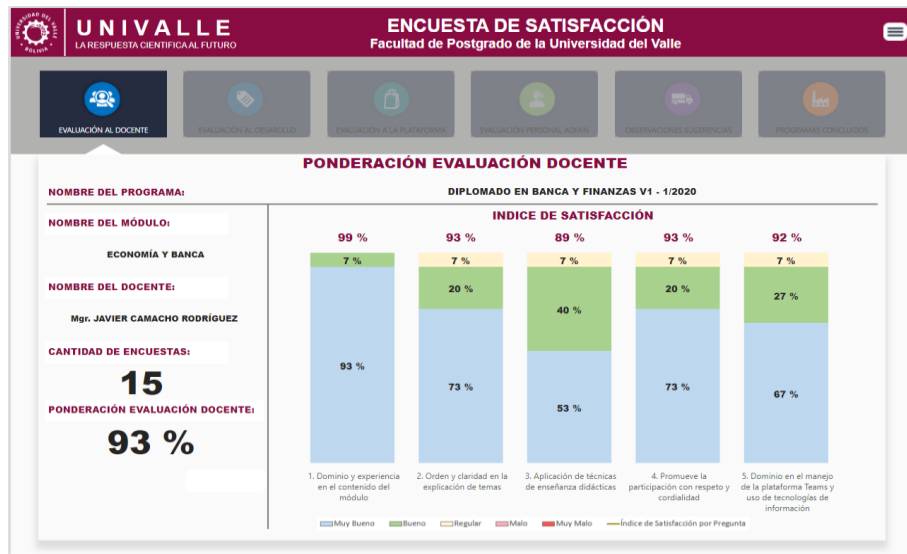 UNIVERSIDAD DEL VALLE
BOLIVIA
UNIVALLE
LA RESPUESTA CIENTIFICA AL FUTURO
ENCUESTA DE SATISFACCIÓN
Facultad de Postgrado de la Universidad del Valle
EVALUACIÓN AL DOCENTE
EVALUACIÓN AL DESAROLLO
EVALUACIÓN A LA PLATAFORMA
EVALUACIÓN PERSONAL ADMIN.
OBSERVACIONES SUGERENCIAS
PROGRAMAS CONCLUIDOS
PONDERACIÓN EVALUACIÓN DOCENTE
NOMBRE DEL PROGRAMA:
DIPLOMADO EN BANCA Y FINANZAS V1 - 1/2020
NOMBRE DEL MÓDULO:
ECONOMÍA Y BANCA
NOMBRE DEL DOCENTE:
Mgr. JAVIER CAMACHO RODRÍGUEZ
CANTIDAD DE ENCUESTAS:
15
PONDERACIÓN EVALUACIÓN DOCENTE:
93 %
INDICE DE SATISFACCIÓN
99 % 93 % 89 % 93 % 92 %
7 % 7 % 7 % 7 % 7 %
20 % 40 % 20 % 27 %
93 % 73 % 53 % 73 % 67 %
1. Dominio y experiencia
en el contenido del
módulo
2. Orden y claridad en la
explicación de temas
3. Aplicación de técnicas
de enseñanza didácticas
4. Promueve la
participación con respeto y
cordialidad
5. Dominio en el manejo
de la plataforma Teams y
uso de tecnologías de
información
Muy Bueno Bueno Regular Malo Muy Malo Índice de Satisfacción por Pregunta